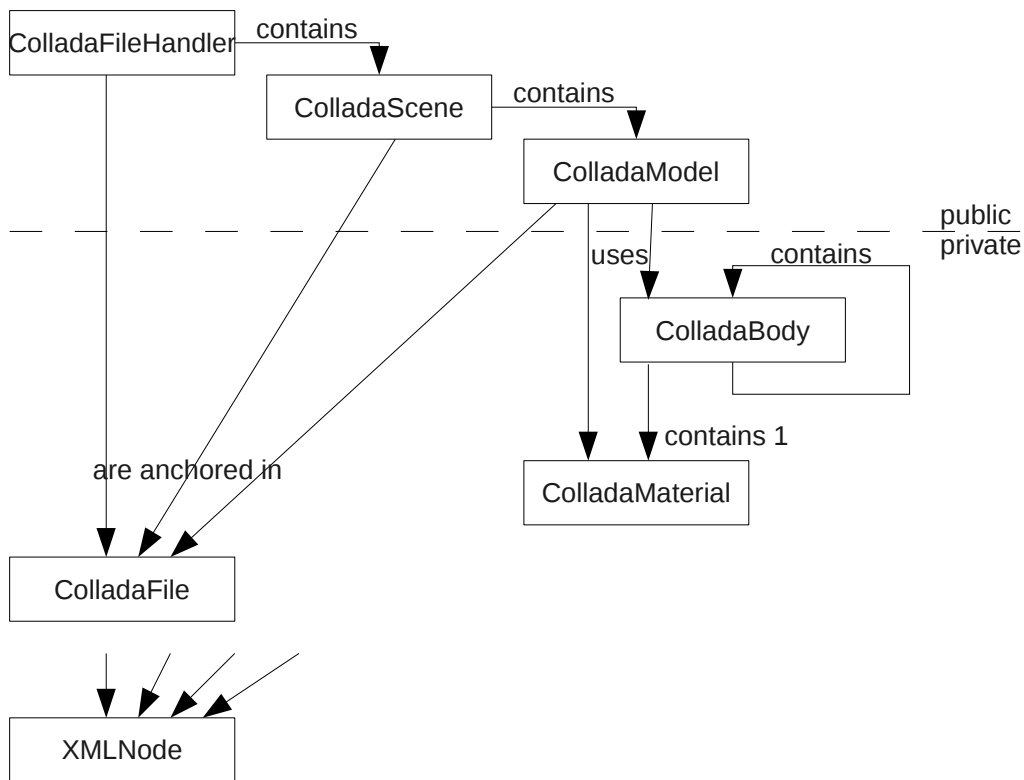 contains
ColladaFileHandler
ColladaScene
contains
ColladaModel
public
private
uses
contains
ColladaBody
contains 1
are anchored in
ColladaMaterial
ColladaFile
XMLNode